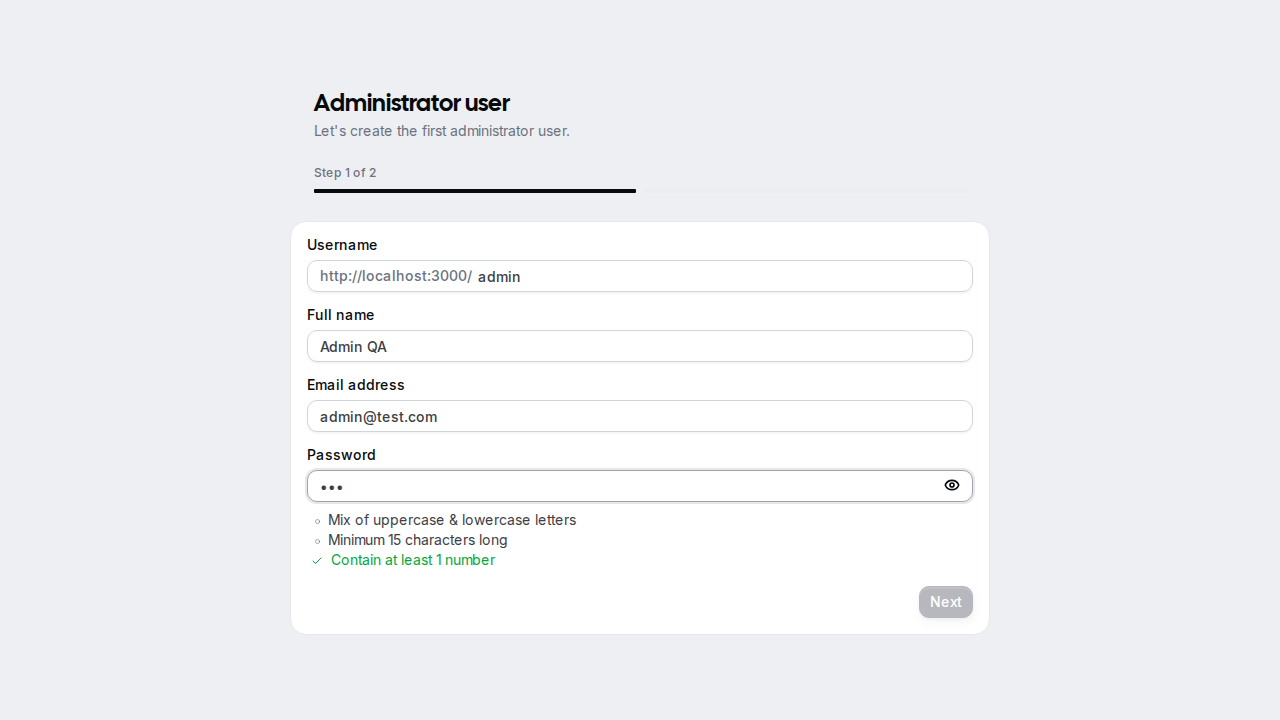 Administrator user
Let's create the first administrator user.
Step 1 of 2
Username
http://localhost:3000/ admin
Full name
Admin QA
Email address
admin@test.com
Password
•••
Mix of uppercase & lowercase letters
Minimum 15 characters long
Contain at least 1 number
Next